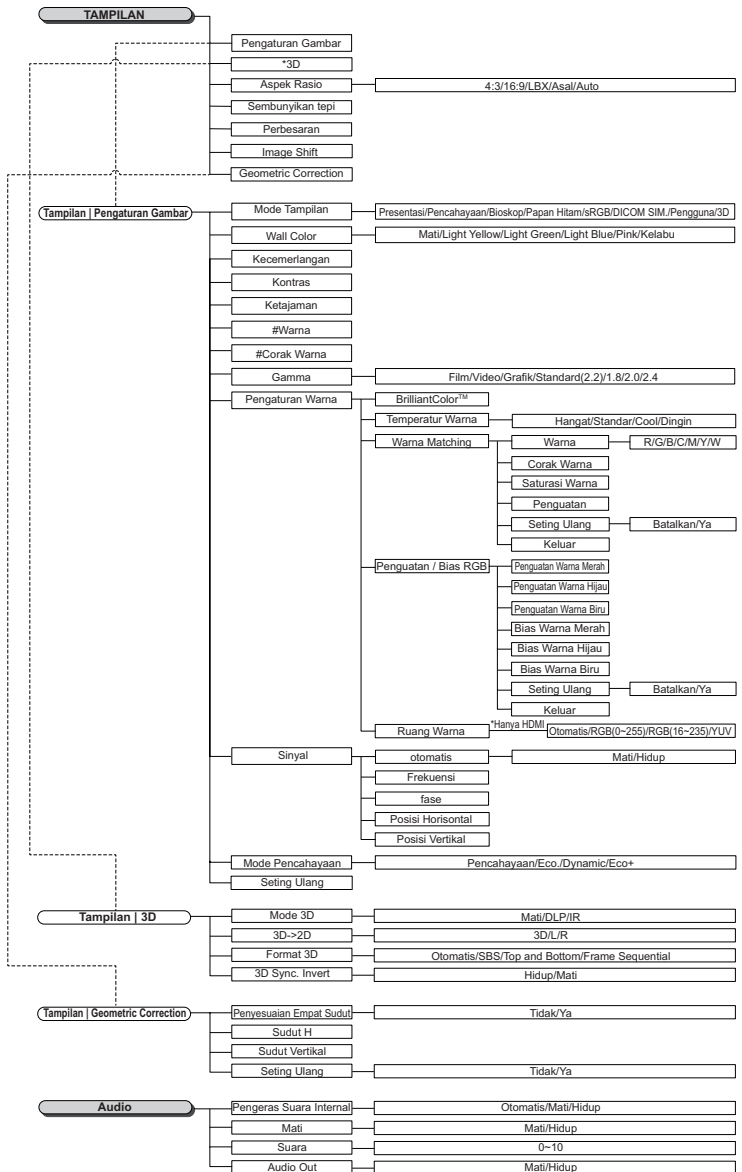 TAMPILAN
Pengaturan Gambar
*3D
Aspek Rasio 4:3/16:9/LBX/Asal/Auto
Sembunyikan tepi
Perbesaran
Image Shift
Geometric Correction
Tampilan | Pengaturan Gambar Mode Tampilan Presentasi/Pencahayaan/Bioskop/Papan Hitam/sRGB/DICOM SIM./Pengguna/3D
Wall Color Mati/Light Yellow/Light Green/Light Blue/Pink/Kelabu
Kecemerlangan
Kontras
Ketajaman
#Warna
#Corak Warna
Gamma Film/Video/Grafik/Standard(2.2)/1.8/2.0/2.4
Pengaturan Warna BrilliantColor™
Temperatur Warna Hangat/Standar/Cool/Dingin
Warna Matching Warna R/G/B/C/M/Y/W
Corak Warna
Saturasi Warna
Penguatan
Seting Ulang Batalkan/Ya
Keluar
Penguatan / Bias RGB Penguatan Warna Merah
Penguatan Warna Hijau
Penguatan Warna Biru
Bias Warna Merah
Bias Warna Hijau
Bias Warna Biru
Seting Ulang Batalkan/Ya
Keluar
Ruang Warna *Hanya HDMI Otomatis/RGB(0~255)/RGB(16~235)/YUV
Sinyal otomatis Mati/Hidup
Frekuensi
fase
Posisi Horisontal
Posisi Vertikal
Mode Pencahayaan Pencahayaan/Eco./Dynamic/Eco+
Seting Ulang
Tampilan | 3D Mode 3D Mati/DLP/IR
3D->2D 3D/L/R
Format 3D Otomatis/SBS/Top and Bottom/Frame Sequential
3D Sync. Invert Hidup/Mati
Tampilan | Geometric Correction Penyesuaian Empat Sudut Tidak/Ya
Sudut H
Sudut Vertikal
Seting Ulang Tidak/Ya
Audio Pengeras Suara Internal Otomatis/Mati/Hidup
Mati Mati/Hidup
Suara 0~10
Audio Out Mati/Hidup